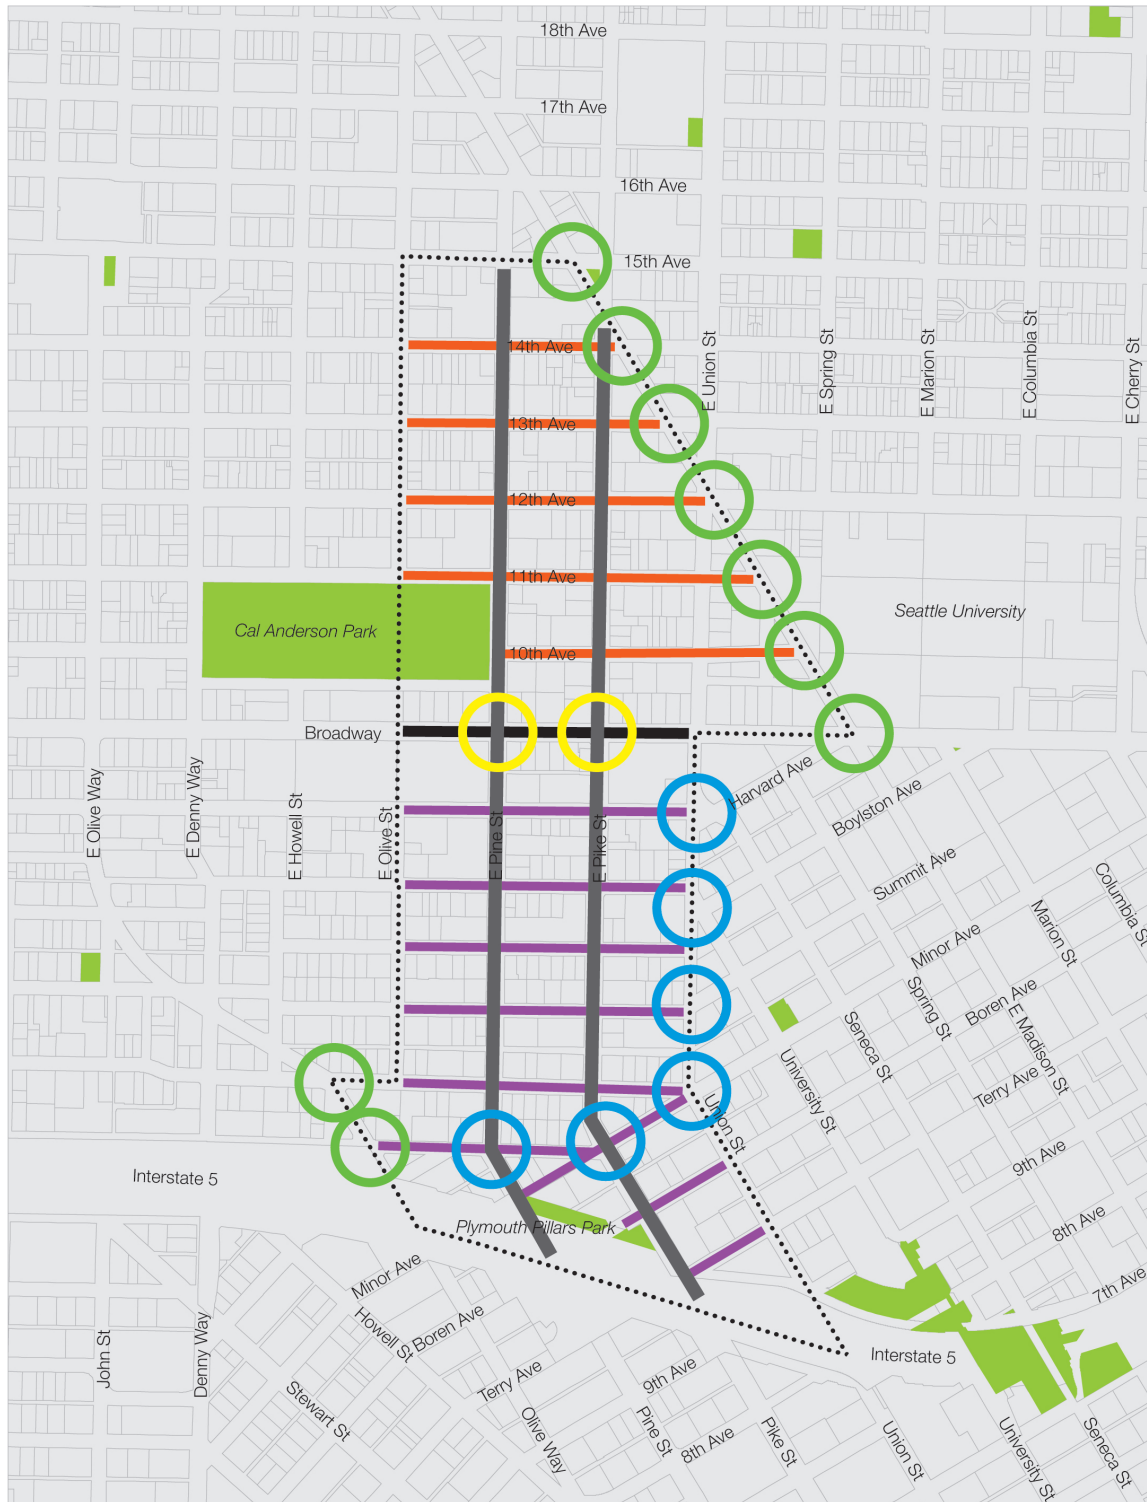 18th Ave
17th Ave
16th Ave
15th Ave
14th Ave
E Union St
E Spring St
E Marion St
E Columbia St
E Cherry St
13th Ave
12th Ave
11th Ave
Seattle University
Cal Anderson Park
10th Ave
Broadway
E Olive Way
E Denny Way
E Howell St
E Olive St
E Pine St
E Pike St
Harvard Ave
Boylston Ave
Summit Ave
Columbia St
Minor Ave
Marion St
Spring St
Boren Ave
Seneca St
E Madison St
University St
Terry Ave
Union St
9th Ave
Interstate 5
Plymouth Pillars Park
8th Ave
7th Ave
Minor Ave
Howell St
Boren Ave
John St
Denny Way
Interstate 5
Terry Ave
9th Ave
Stewart St
Olive Way
Pine St
8th Ave
Pike St
Union St
University St
Seneca St